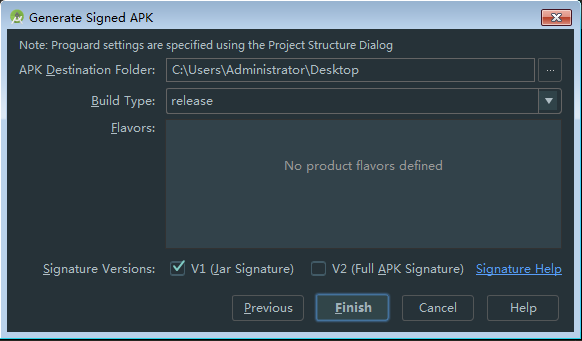 Generate Signed APK
Note: Proguard settings are specified using the Project Structure Dialog
APK Destination Folder: C:\Users\Administrator\Desktop ...
Build Type: release
Flavors:
No product flavors defined
Signature Versions: V1 (Jar Signature) V2 (Full APK Signature) Signature Help
Previous Finish Cancel Help